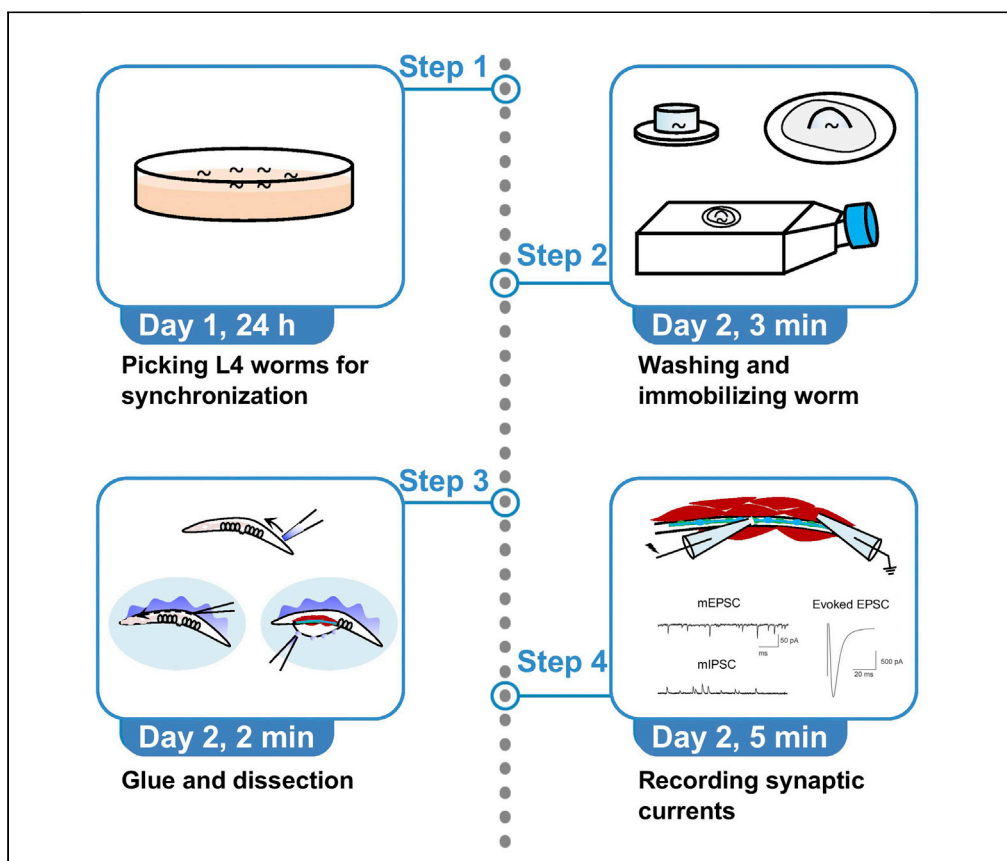 Step 1
Day 1, 24 h
Picking L4 worms for
synchronization
Step 2
Day 2, 3 min
Washing and
immobilizing worm
Step 3
Day 2, 2 min
Glue and dissection
Step 4
mEPSC
50 pA
ms
mIPSC
Evoked EPSC
500 pA
20 ms
Day 2, 5 min
Recording synaptic
currents